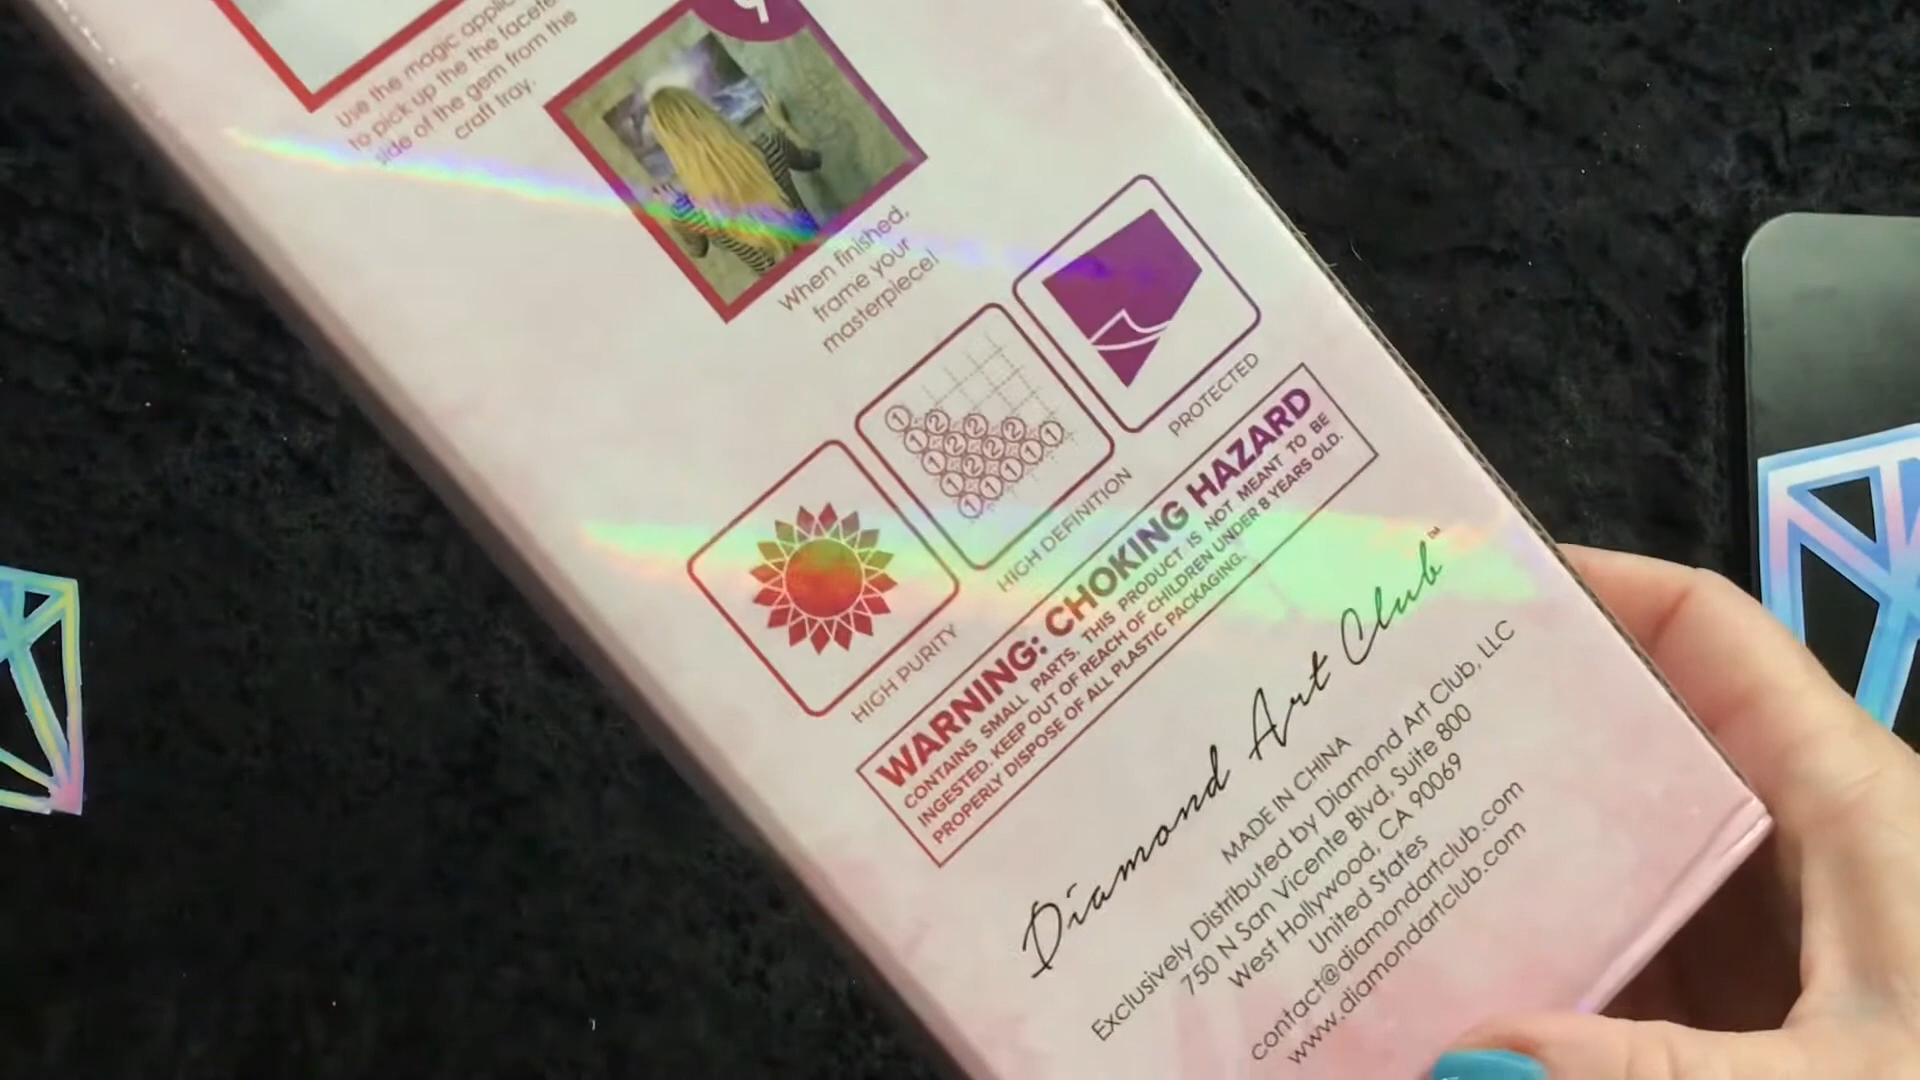 Use the magic
to pick up the the
side of the gem from the
craft tray.
When finished,
frame your
masterpiece!
HIGH PURITY
HIGH DEFINITION
PROTECTED
WARNING: CHOKING HAZARD
CONTAINS SMALL PARTS. THIS PRODUCT IS NOT MEANT TO BE
INGESTED. KEEP OUT OF REACH OF CHILDREN UNDER 8 YEARS OLD.
PROPERLY DISPOSE OF ALL PLASTIC PACKAGING.
Diamond Art Club™
MADE IN CHINA
Exclusively Distributed by Diamond Art Club, LLC
750 N San Vicente Blvd, Suite 800
West Hollywood, CA 90069
United States
contact@diamondartclub.com
www.diamondartclub.com